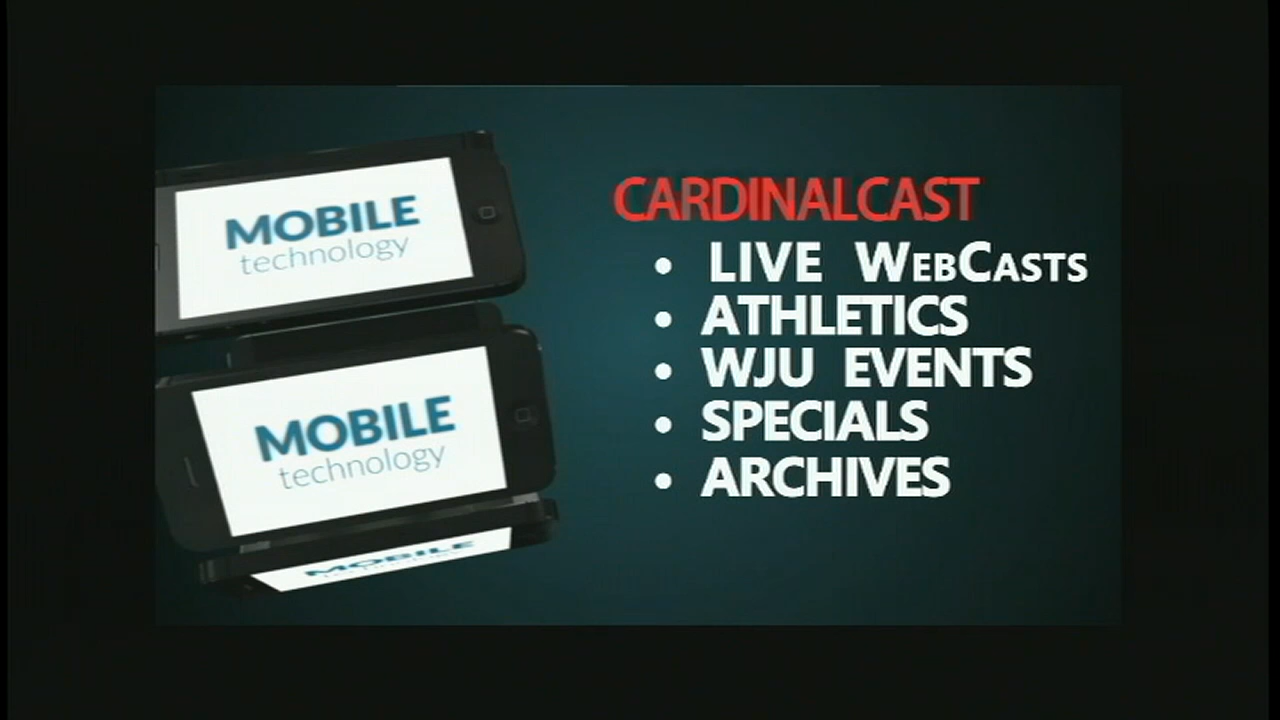 MOBILE
technology
MOBILE
technology
MOBILE
CARDINALCAST
• LIVE WEBCASTS
• ATHLETICS
• WJU EVENTS
• SPECIALS
• ARCHIVES